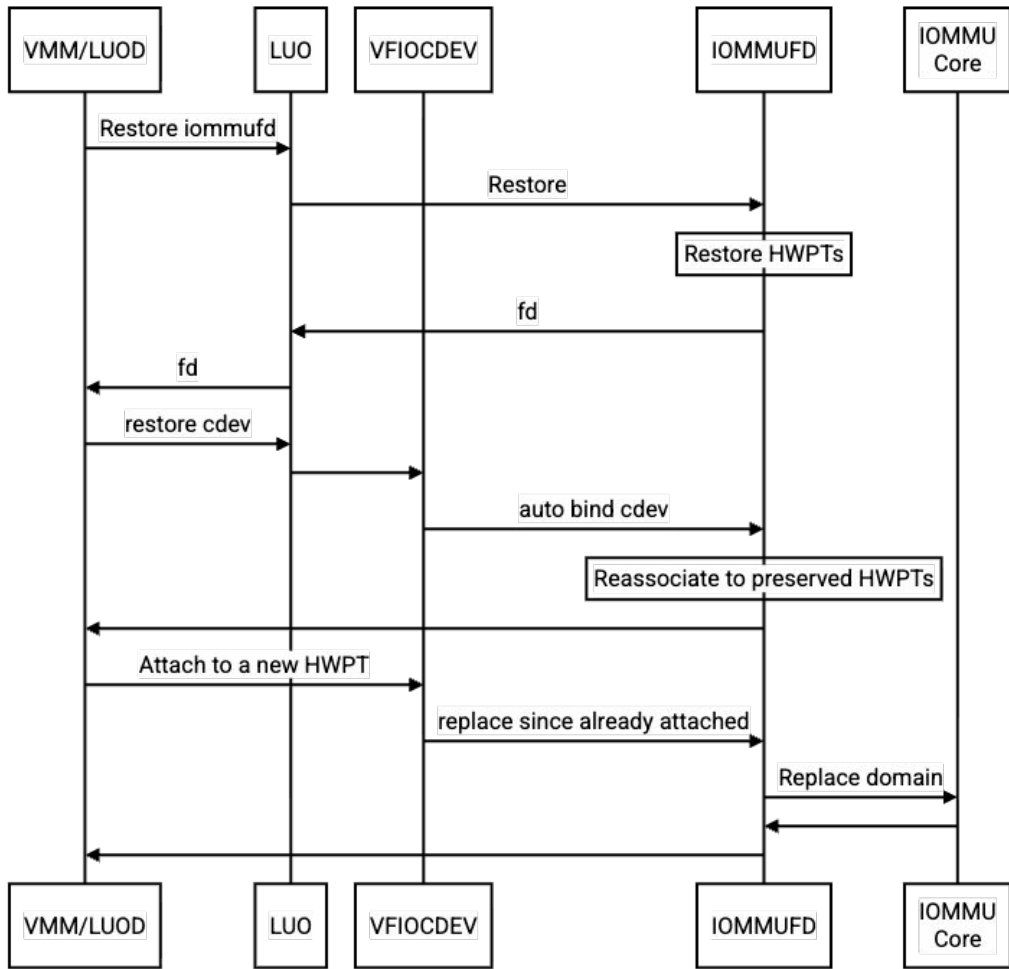 VMM/LUOD
LUO
VFIOCDEV
IOMMUFD
IOMMU
Core
Restore iommufd
Restore
Restore HWPTs
fd
fd
restore cdev
auto bind cdev
Reassociate to preserved HWPTs
Attach to a new HWPT
replace since already attached
Replace domain
VMM/LUOD
LUO
VFIOCDEV
IOMMUFD
IOMMU
Core